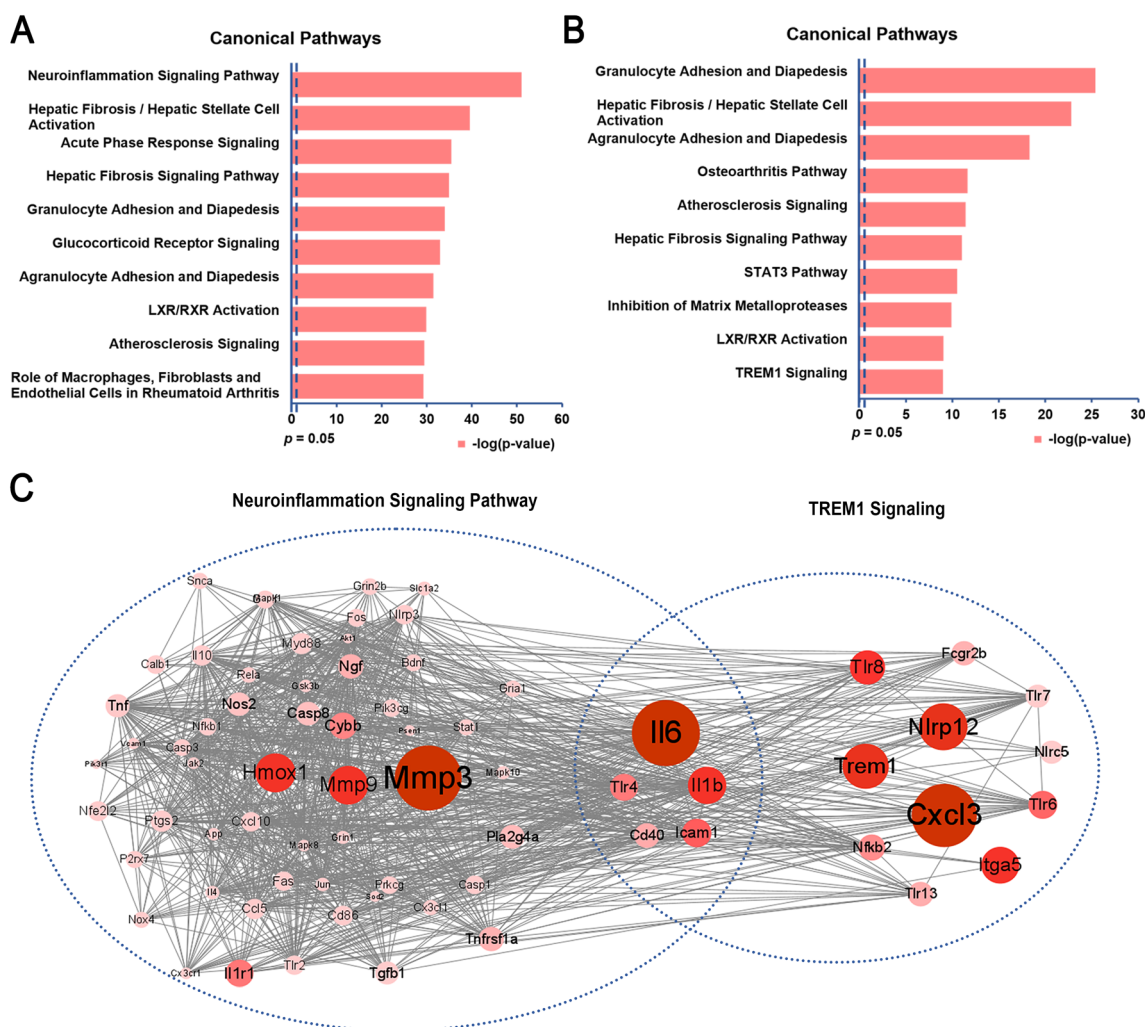 A
Canonical Pathways
Neuroinflammation Signaling Pathway
Hepatic Fibrosis / Hepatic Stellate Cell
Activation
Acute Phase Response Signaling
Hepatic Fibrosis Signaling Pathway
Granulocyte Adhesion and Diapedesis
Glucocorticoid Receptor Signaling
Agranulocyte Adhesion and Diapedesis
LXR/RXR Activation
Atherosclerosis Signaling
Role of Macrophages, Fibroblasts and
Endothelial Cells in Rheumatoid Arthritis
0 10 20 30 40 50 60
p = 0.05
-log(p-value)
B
Canonical Pathways
Granulocyte Adhesion and Diapedesis
Hepatic Fibrosis / Hepatic Stellate Cell
Activation
Agranulocyte Adhesion and Diapedesis
Osteoarthritis Pathway
Atherosclerosis Signaling
Hepatic Fibrosis Signaling Pathway
STAT3 Pathway
Inhibition of Matrix Metalloproteases
LXR/RXR Activation
TREM1 Signaling
0 5 10 15 20 25 30
p = 0.05
-log(p-value)
C
Neuroinflammation Signaling Pathway
TREM1 Signaling
Snca
Grin2b
Slc1a2
Fos
Nlrp3
Akt1
Myd88
Il10
Calb1
Rela
Ngf
Bdnf
Gsk3b
Gria1
Tnf
Nos2
Casp8
Pik3cg
Nfkb1
Cybb
Stat1
Psen1
Vcam1
Casp3
Jak2
Pik3r1
Hmox1
Mmp9
Mmp3
Mapk10
Nfe2l2
Ptgs2
Cxcl10
App
Grin1
Mapk8
Pla2g4a
P2rx7
Il4
Fas
Jun
Prkcg
Sod2
Casp1
Nox4
Ccl5
Cd86
Cx3cl1
Tnfrsf1a
Cx3cr1
Il1r1
Tlr2
Tgfb1
Il6
Tlr4
Il1b
Cd40
Icam1
Tlr8
Fcgr2b
Tlr7
Nlrp12
Nlrc5
Trem1
Cxcl3
Tlr6
Nfkb2
Itga5
Tlr13